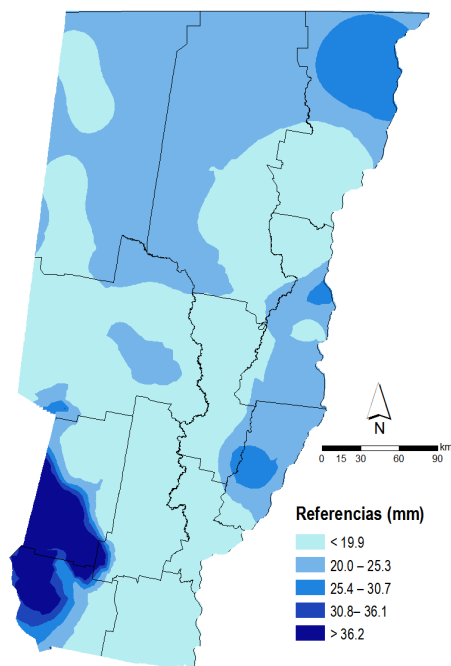 N
km
0 15 30 60 90
Referencias (mm)
< 19.9
20.0 – 25.3
25.4 – 30.7
30.8– 36.1
> 36.2